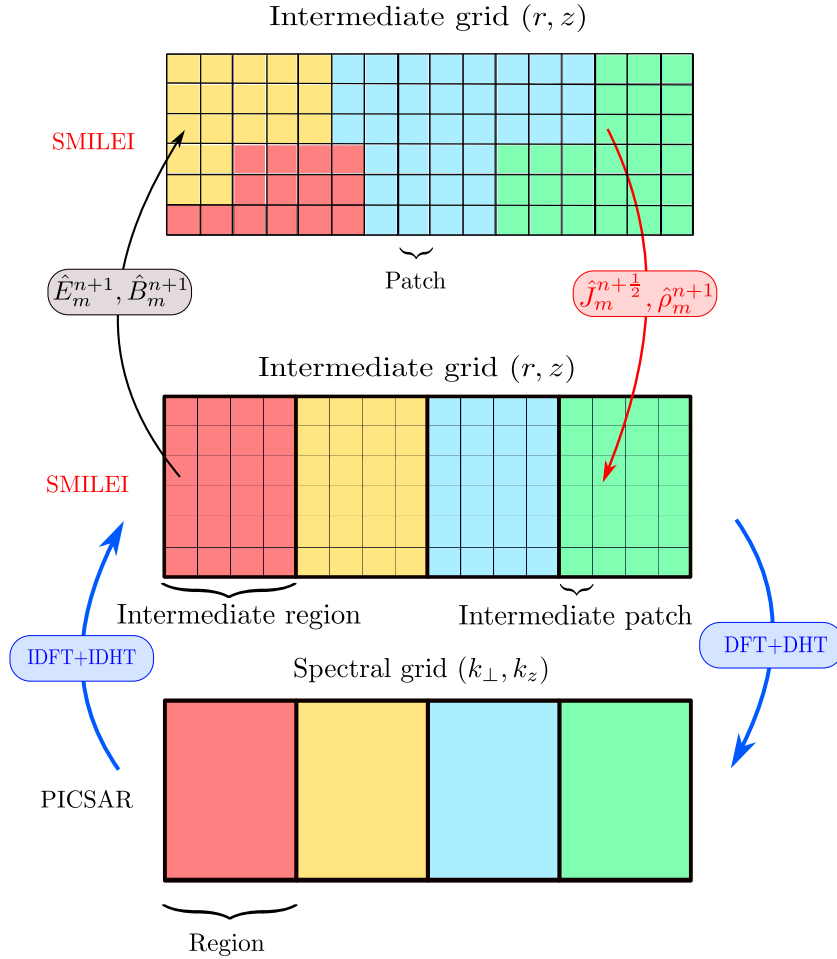 Intermediate grid (r, z)
SMILEI
Patch
Ê_m^{n+1}, B̂_m^{n+1}
Ĵ_m^{n+1/2}, ρ̂_m^{n+1}
Intermediate grid (r, z)
SMILEI
Intermediate region
Intermediate patch
IDFT+IDHT
DFT+DHT
Spectral grid (k_⊥, k_z)
PICSAR
Region